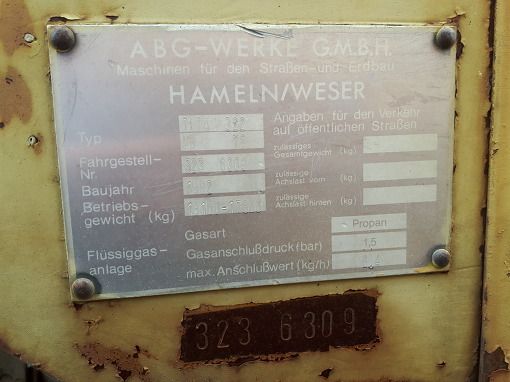 ABG-WERKE G.M.B.H.
Maschinen für den Straßen-und Erdbau
HAMELN/WESER
Typ
Fahrgestell-
Nr.
Baujahr
Betriebs-
gewicht (kg)
Angaben für den Verkehr
auf öffentlichen Straßen
zulässiges
Gesamtgewicht (kg)
zulässige
Achslast vorn (kg)
zulässige
Achslast hinten (kg)
Flüssiggas-
anlage
Gasart Propan
Gasanschlußdruck (bar) 1,5
max. Anschlußwert (kg/h)
323 6309